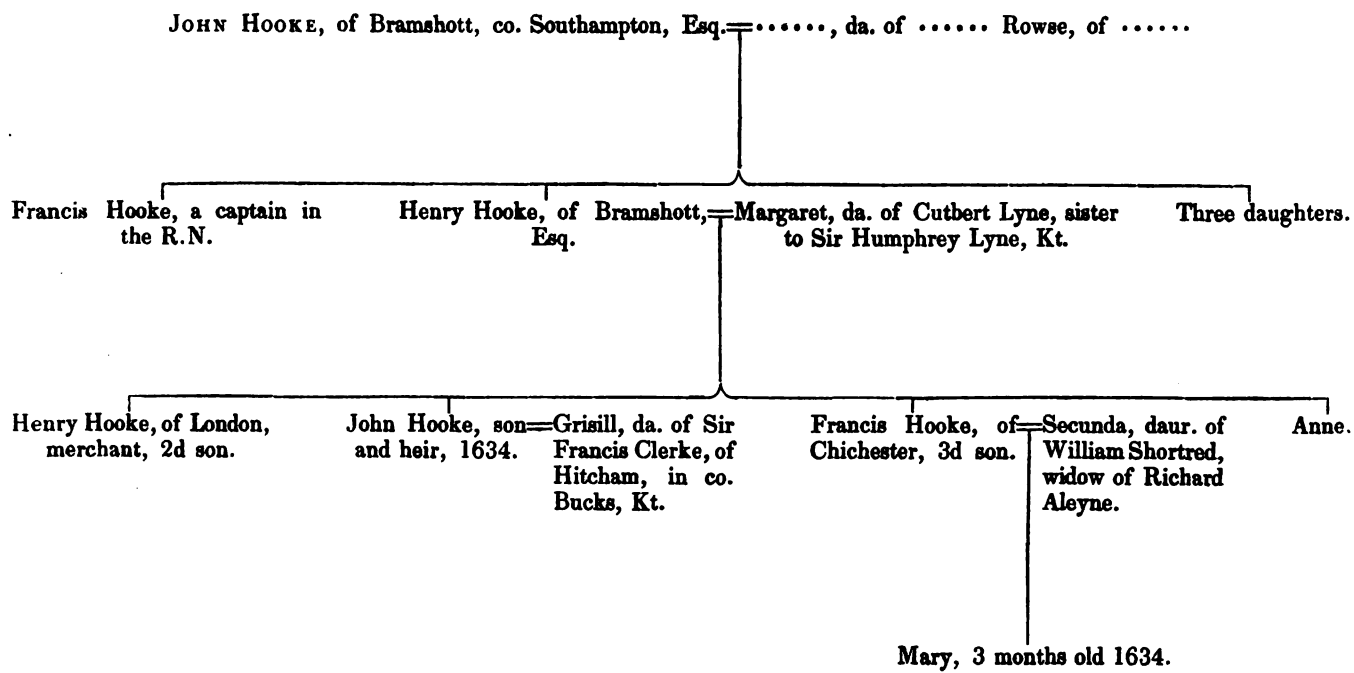 JOHN HOOKE, of Bramshott, co. Southampton, Esq.=······, da. of ······ Rowse, of ······
Francis Hooke, a captain in
the R.N.
Henry Hooke, of Bramshott,=Margaret, da. of Cutbert Lyne, sister
Esq.
to Sir Humphrey Lyne, Kt.
Three daughters.
Henry Hooke, of London,
merchant, 2d son.
John Hooke, son=Grisill, da. of Sir
and heir, 1634.
Francis Clerke, of
Hitcham, in co.
Bucks, Kt.
Francis Hooke, of=Secunda, daur. of
Chichester, 3d son.
William Shortred,
widow of Richard
Aleyne.
Anne.
Mary, 3 months old 1634.